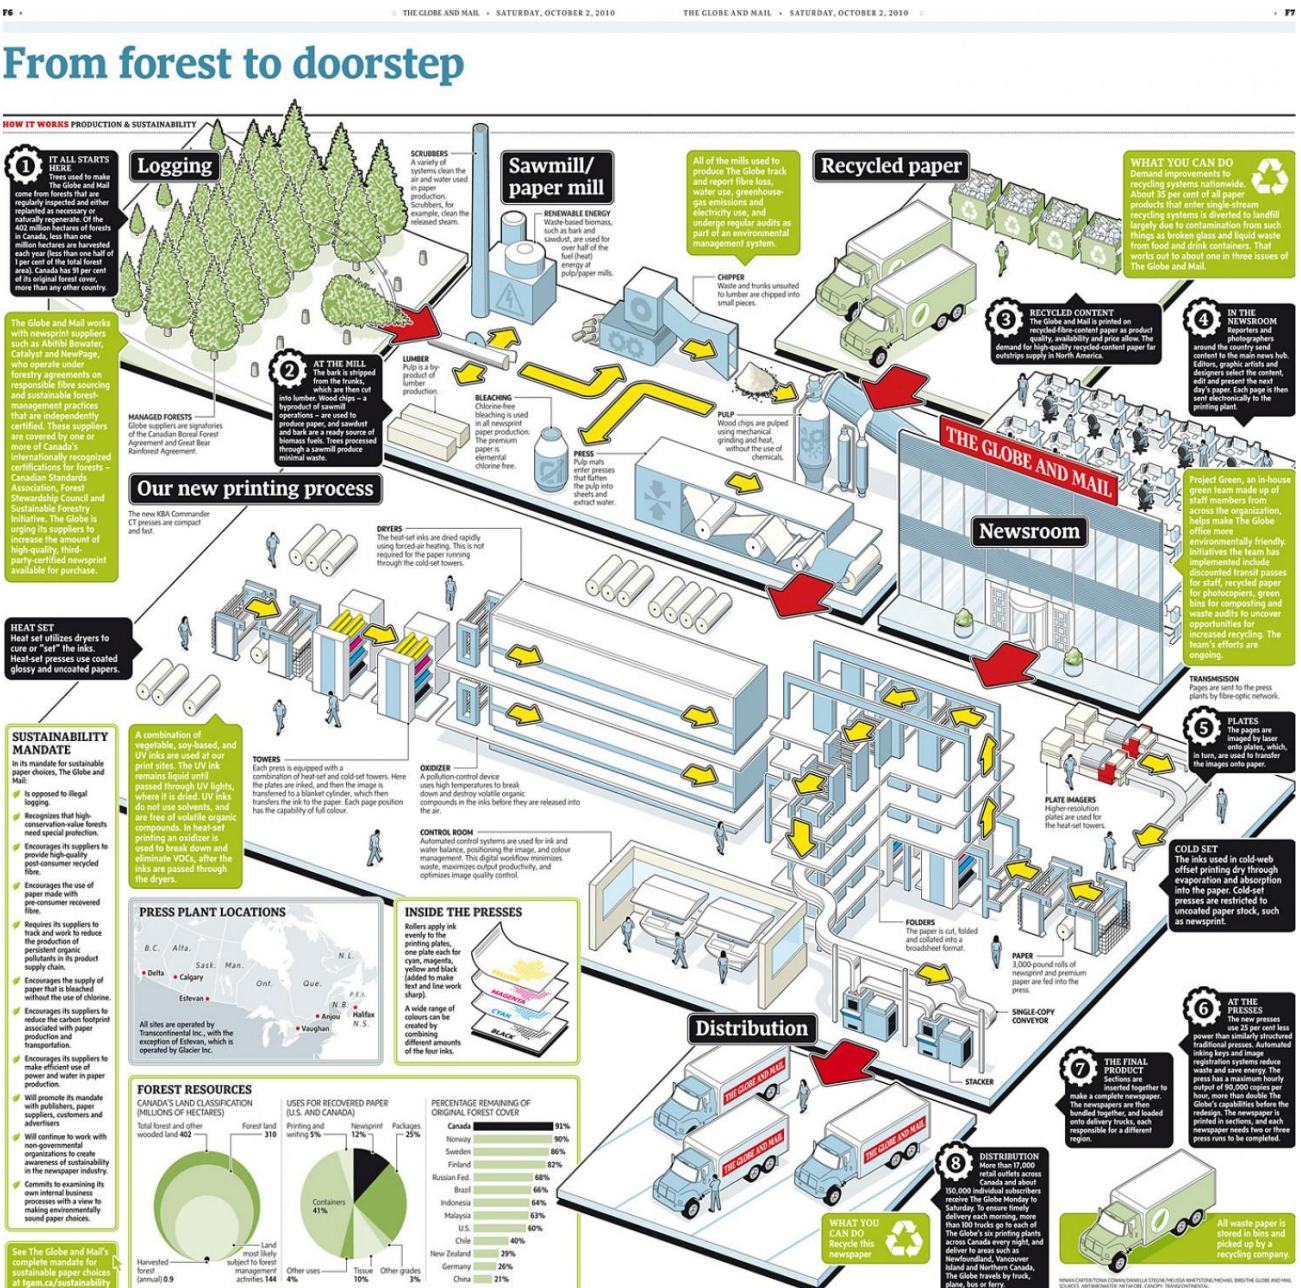 F6 •
THE GLOBE AND MAIL • SATURDAY, OCTOBER 2, 2010
THE GLOBE AND MAIL • SATURDAY, OCTOBER 2, 2010
• F7
From forest to doorstep
HOW IT WORKS PRODUCTION & SUSTAINABILITY
1
IT ALL STARTS
HERE
Trees used to make
The Globe and Mail
come from forests that are
regularly inspected and either
replanted as necessary or
naturally regenerate. Of the
402 million hectares of forests
in Canada, less than one
million hectares are harvested
each year (less than one half of
1 per cent of the total forest
area). Canada has 91 per cent
of its original forest cover,
more than any other country.
Logging
The Globe and Mail works
with newsprint suppliers
such as Abitibi Bowater,
Catalyst and NewPage,
who operate under
forestry agreements on
responsible fibre sourcing
and sustainable forest-
management practices
that are independently
certified. These suppliers
are covered by one or
more of Canada's
internationally recognized
certifications for forests –
Canadian Standards
Association, Forest
Stewardship Council and
Sustainable Forestry
Initiative. The Globe is
urging its suppliers to
increase the amount of
high-quality, third-
party-certified newsprint
available for purchase.
MANAGED FORESTS
Globe suppliers are signatories
of the Canadian Boreal Forest
Agreement and Great Bear
Rainforest Agreement.
2
AT THE MILL
The bark is stripped
from the trunks,
which are then cut
into lumber. Wood chips – a
byproduct of sawmill
operations – are used to
produce paper, and sawdust
and bark are a ready source of
biomass fuels. Trees processed
through a sawmill produce
minimal waste.
SCRUBBERS
A variety of
systems clean the
air and water used
in paper
production.
Scrubbers, for
example, clean the
released steam.
Sawmill/
paper mill
RENEWABLE ENERGY
Waste-based biomass,
such as bark and
sawdust, are used for
over half of the
fuel (heat)
energy at
pulp/paper mills.
All of the mills used to
produce The Globe track
and report fibre loss,
water use, greenhouse-
gas emissions and
electricity use, and
undergo regular audits as
part of an environmental
management system.
CHIPPER
Waste and trunks unsuited
to lumber are chipped into
small pieces.
LUMBER
Pulp is a by-
product of
lumber
production.
BLEACHING
Chlorine-free
bleaching is used
in all newsprint
paper production.
The premium
paper is
elemental
chlorine free.
PRESS
Pulp mats
enter presses
that flatten
the pulp into
sheets and
extract water.
PULP
Wood chips are pulped
using mechanical
grinding and heat,
without the use of
chemicals.
Recycled paper
WHAT YOU CAN DO
Demand improvements to
recycling systems nationwide.
About 35 per cent of all paper
products that enter single-stream
recycling systems is diverted to landfill
largely due to contamination from such
things as broken glass and liquid waste
from food and drink containers. That
works out to about one in three issues of
The Globe and Mail.
3
RECYCLED CONTENT
The Globe and Mail is printed on
recycled-fibre-content paper as product
quality, availability and price allow. The
demand for high-quality recycled-content paper far
outstrips supply in North America.
4
IN THE
NEWSROOM
Reporters and
photographers
around the country send
content to the main news hub.
Editors, graphic artists and
designers select the content,
edit and present the next
day's paper. Each page is then
sent electronically to the
printing plant.
THE GLOBE AND MAIL
Newsroom
Project Green, an in-house
green team made up of
staff members from
across the organization,
helps make The Globe
office more
environmentally friendly.
Initiatives the team has
implemented include
discounted transit passes
for staff, recycled paper
for photocopiers, green
bins for composting and
waste audits to uncover
opportunities for
increased recycling. The
team's efforts are
ongoing.
TRANSMISISON
Pages are sent to the press
plants by fibre-optic network.
Our new printing process
The new KBA Commander
CT presses are compact
and fast.
DRYERS
The heat-set inks are dried rapidly
using forced-air heating. This is not
required for the paper running
through the cold-set towers.
HEAT SET
Heat set utilizes dryers to
cure or "set" the inks.
Heat-set presses use coated
glossy and uncoated papers.
A combination of
vegetable, soy-based, and
UV inks are used at our
print sites. The UV ink
remains liquid until
passed through UV lights,
where it is dried. UV inks
do not use solvents, and
are free of volatile organic
compounds. In heat-set
printing an oxidizer is
used to break down and
eliminate VOCs, after the
inks are passed through
the dryers.
TOWERS
Each press is equipped with a
combination of heat-set and cold-set towers. Here
the plates are inked, and then the image is
transferred to a blanket cylinder, which then
transfers the ink to the paper. Each page position
has the capability of full colour.
OXIDIZER
A pollution-control device
uses high temperatures to break
down and destroy volatile organic
compounds in the inks before they are released into
the air.
CONTROL ROOM
Automated control systems are used for ink and
water balance, positioning the image, and colour
management. This digital workflow minimizes
waste, maximizes output productivity, and
optimizes image quality control.
5
PLATES
The pages are
imaged by laser
onto plates, which,
in turn, are used to transfer
the images onto paper.
PLATE IMAGERS
Higher-resolution
plates are used for
the heat-set towers.
COLD SET
The inks used in cold-web
offset printing dry through
evaporation and absorption
into the paper. Cold-set
presses are restricted to
uncoated paper stock, such
as newsprint.
FOLDERS
The paper is cut, folded
and collated into a
broadsheet format.
PAPER
3,000-pound rolls of
newsprint and premium
paper are fed into the
press.
SINGLE-COPY
CONVEYOR
STACKER
6
AT THE
PRESSES
The new presses
use 25 per cent less
power than similarly structured
traditional presses. Automated
inking keys and image
registration systems reduce
waste and save energy. The
press has a maximum hourly
output of 90,000 copies per
hour, more than double The
Globe's capabilities before the
redesign. The newspaper is
printed in sections, and each
newspaper needs two or three
press runs to be completed.
7
THE FINAL
PRODUCT
Sections are
inserted together to
make a complete newspaper.
The newspapers are then
bundled together, and loaded
onto delivery trucks, each
responsible for a different
region.
SUSTAINABILITY
MANDATE
In its mandate for sustainable
paper choices, The Globe and
Mail:
Is opposed to illegal
logging.
Recognizes that high-
conservation-value forests
need special protection.
Encourages its suppliers to
provide high-quality
post-consumer recycled
fibre.
Encourages the use of
paper made with
pre-consumer recovered
fibre.
Requires its suppliers to
track and work to reduce
the production of
persistent organic
pollutants in its product
supply chain.
Encourages the supply of
paper that is bleached
without the use of chlorine.
Encourages its suppliers to
reduce the carbon footprint
associated with paper
production and
transportation.
Encourages its suppliers to
make efficient use of
power and water in paper
production.
Will promote its mandate
with publishers, paper
suppliers, customers and
advertisers
Will continue to work with
non-governmental
organizations to create
awareness of sustainability
in the newspaper industry.
Commits to examining its
own internal business
processes with a view to
making environmentally
sound paper choices.
See The Globe and Mail's
complete mandate for
sustainable paper choices
at tgam.ca/sustainability
PRESS PLANT LOCATIONS
B.C. Alta. Sask. Man. Ont. Que. N.L. N.B. P.E.I. N.S.
Delta
Calgary
Estevan
Anjou
Halifax
Vaughan
All sites are operated by
Transcontinental Inc., with the
exception of Estevan, which is
operated by Glacier Inc.
INSIDE THE PRESSES
Rollers apply ink
evenly to the
printing plates,
one plate each for
cyan, magenta,
yellow and black
(added to make
text and line work
sharp).
A wide range of
colours can be
created by
combining
different amounts
of the four inks.
YELLOW
MAGENTA
CYAN
BLACK
FOREST RESOURCES
CANADA'S LAND CLASSIFICATION
(MILLIONS OF HECTARES)
Total forest and other
wooded land 402
Forest land
310
Harvested
forest
(annual) 0.9
Land
most likely
subject to forest
management
activities 144
USES FOR RECOVERED PAPER
(U.S. AND CANADA)
Printing and
writing 5%
Newsprint
12%
Packages
25%
Containers
41%
Other uses
4%
Tissue
10%
Other grades
3%
PERCENTAGE REMAINING OF
ORIGINAL FOREST COVER
Canada 91%
Norway 90%
Sweden 86%
Finland 82%
Russian Fed. 68%
Brazil 66%
Indonesia 64%
Malaysia 63%
U.S. 60%
Chile 40%
New Zealand 29%
Germany 26%
China 21%
Distribution
THE GLOBE AND MAIL
THE GLOBE AND MAIL
THE GLOBE AND MAIL
WHAT YOU
CAN DO
Recycle this
newspaper
8
DISTRIBUTION
More than 17,000
retail outlets across
Canada and about
150,000 individual subscribers
receive The Globe Monday to
Saturday. To ensure timely
delivery each morning, more
than 100 trucks go to each of
The Globe's six printing plants
across Canada every night, and
deliver to areas such as
Newfoundland, Vancouver
Island and Northern Canada,
The Globe travels by truck,
plane, bus or ferry.
All waste paper is
stored in bins and
picked up by a
recycling company.